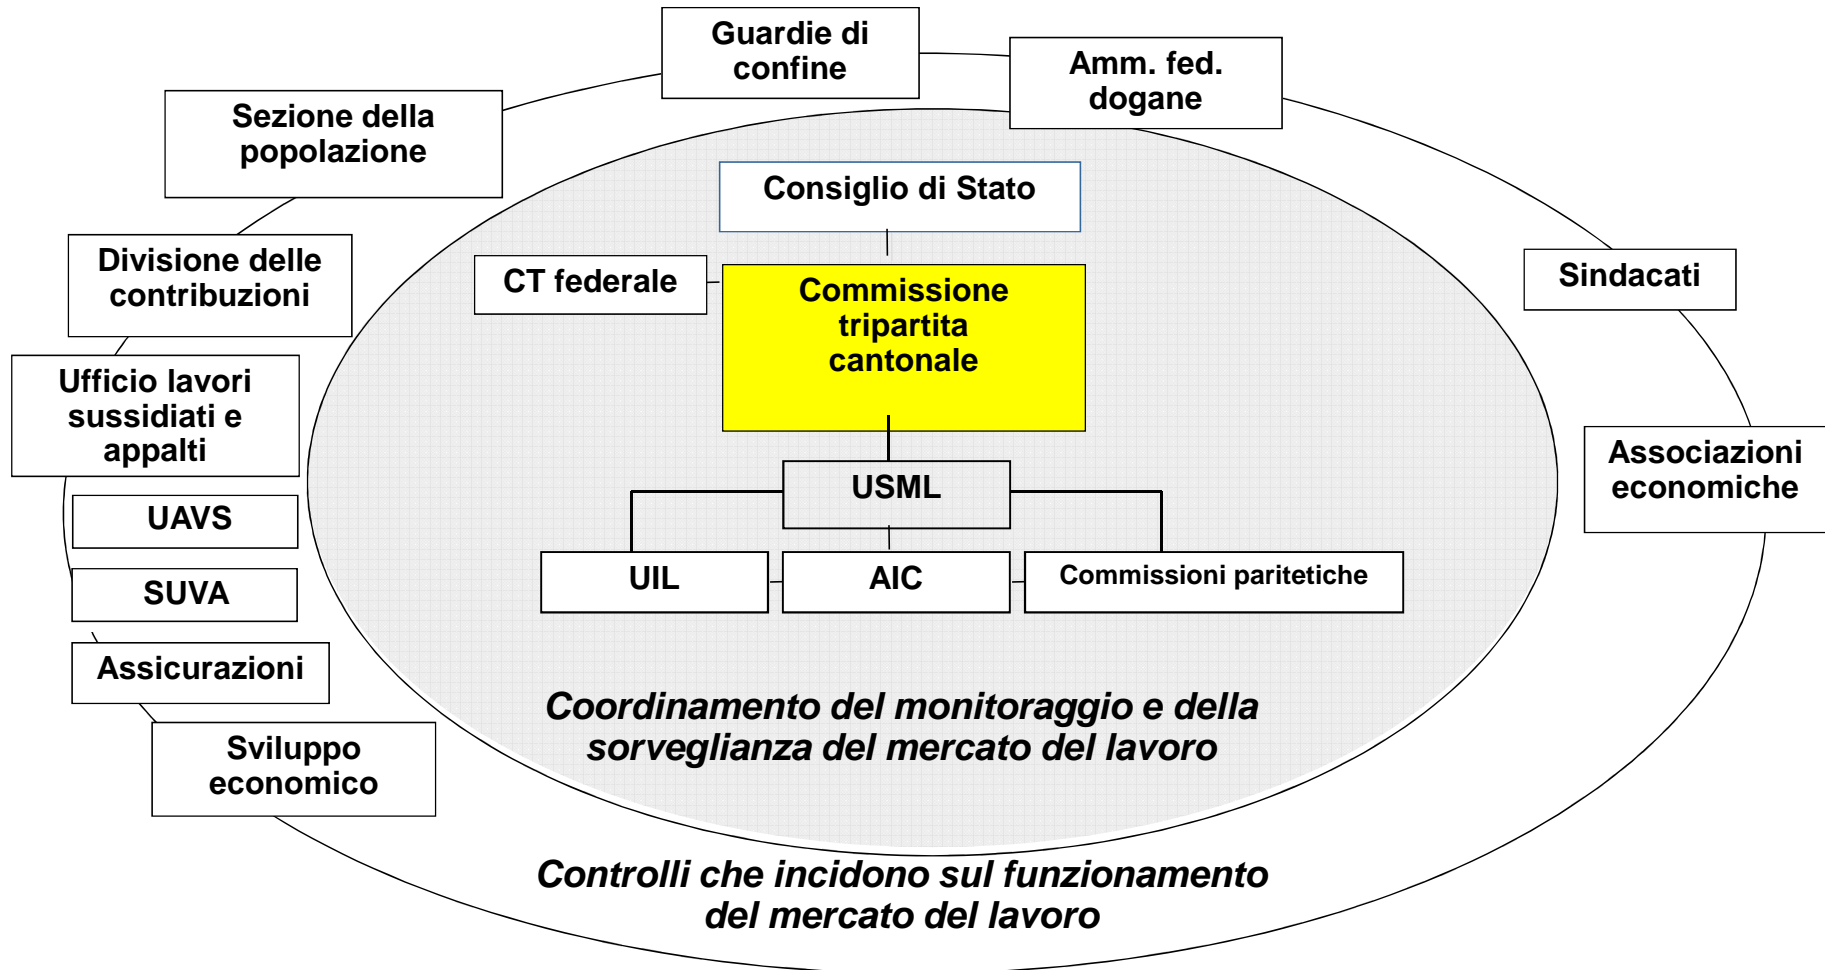 Guardie di
confine
Amm. fed.
dogane
Sezione della
popolazione
Consiglio di Stato
Divisione delle
contribuzioni
CT federale
Commissione
tripartita
cantonale
Sindacati
Ufficio lavori
sussidiati e
appalti
Associazioni
economiche
USML
UAVS
UIL
AIC
Commissioni paritetiche
SUVA
Assicurazioni
Coordinamento del monitoraggio e della
sorveglianza del mercato del lavoro
Sviluppo
economico
Controlli che incidono sul funzionamento
del mercato del lavoro